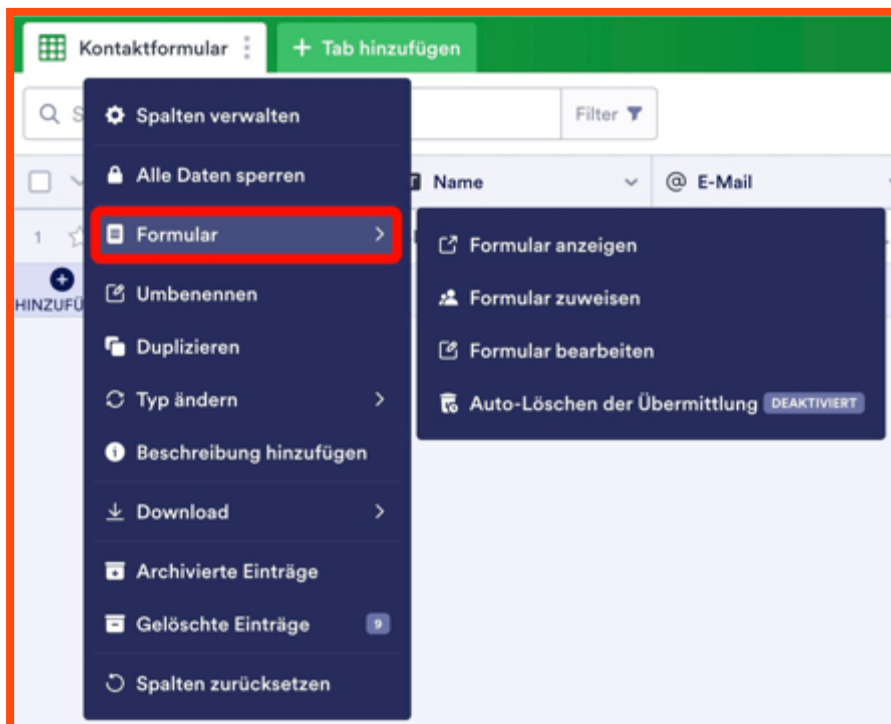 Kontaktformular
+ Tab hinzufügen
Filter
Name
E-Mail
1
HINZUFÜ
Spalten verwalten
Alle Daten sperren
Formular
Umbenennen
Duplizieren
Typ ändern
Beschreibung hinzufügen
Download
Archivierte Einträge
Gelöschte Einträge 9
Spalten zurücksetzen
Formular anzeigen
Formular zuweisen
Formular bearbeiten
Auto-Löschen der Übermittlung DEAKTIVIERT